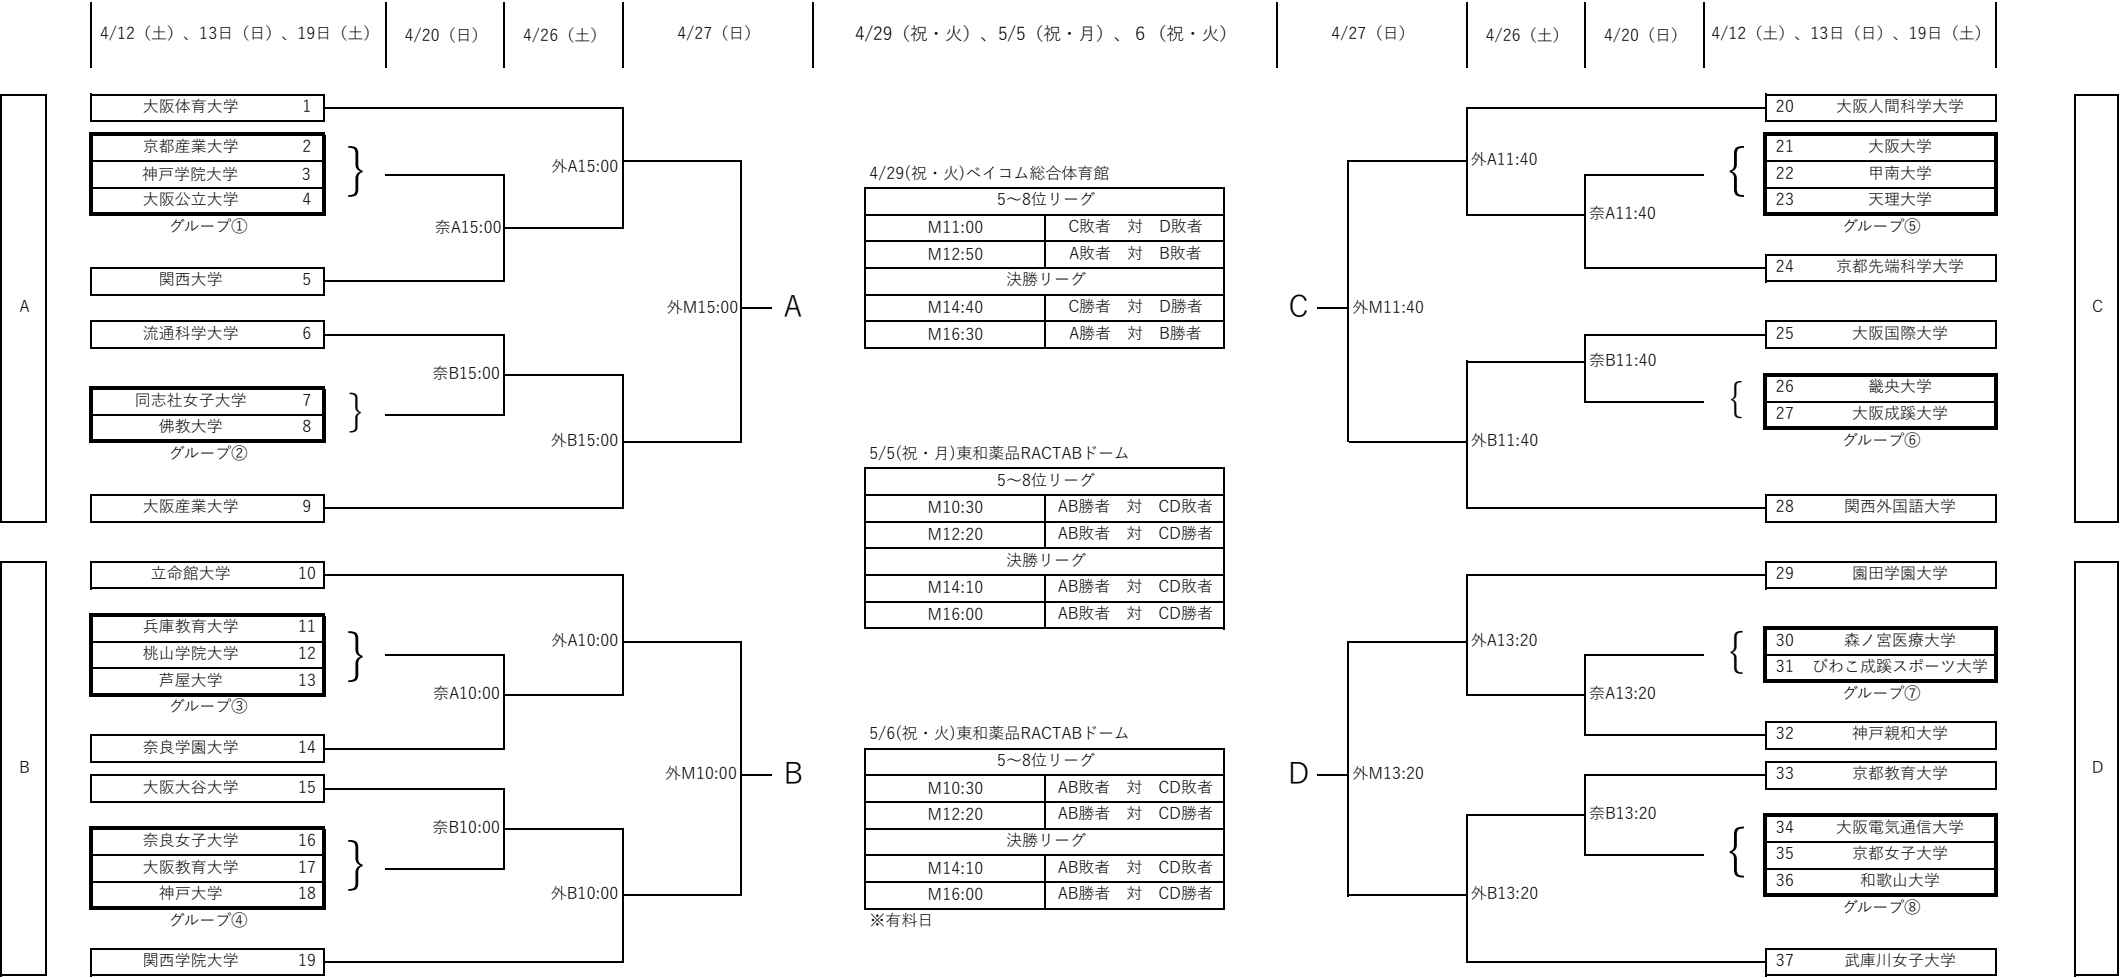 4/12（土）、13日（日）、19日（土）
4/20（日）
4/26（土）
4/27（日）
4/29（祝・火）、5/5（祝・月）、6（祝・火）
4/27（日）
4/26（土）
4/20（日）
4/12（土）、13日（日）、19日（土）
A
大阪体育大学 1
京都産業大学 2
神戸学院大学 3
大阪公立大学 4
グループ①
関西大学 5
流通科学大学 6
同志社女子大学 7
佛教大学 8
グループ②
大阪産業大学 9
外A15:00
奈A15:00
奈B15:00
外B15:00
外M15:00
A
B
立命館大学 10
兵庫教育大学 11
桃山学院大学 12
芦屋大学 13
グループ③
奈良学園大学 14
大阪大谷大学 15
奈良女子大学 16
大阪教育大学 17
神戸大学 18
グループ④
関西学院大学 19
外A10:00
奈A10:00
奈B10:00
外B10:00
外M10:00
B
4/29(祝・火)ベイコム総合体育館
5〜8位リーグ
M11:00 C敗者 対 D敗者
M12:50 A敗者 対 B敗者
決勝リーグ
M14:40 C勝者 対 D勝者
M16:30 A勝者 対 B勝者
5/5(祝・月)東和薬品RACTABドーム
5〜8位リーグ
M10:30 AB勝者 対 CD敗者
M12:20 AB敗者 対 CD勝者
決勝リーグ
M14:10 AB勝者 対 CD敗者
M16:00 AB敗者 対 CD勝者
5/6(祝・火)東和薬品RACTABドーム
5〜8位リーグ
M10:30 AB敗者 対 CD敗者
M12:20 AB勝者 対 CD勝者
決勝リーグ
M14:10 AB敗者 対 CD敗者
M16:00 AB勝者 対 CD勝者
※有料日
C
外M11:40
外A11:40
奈A11:40
奈B11:40
外B11:40
20 大阪人間科学大学
21 大阪大学
22 甲南大学
23 天理大学
グループ⑤
24 京都先端科学大学
25 大阪国際大学
26 畿央大学
27 大阪成蹊大学
グループ⑥
28 関西外国語大学
C
D
外M13:20
外A13:20
奈A13:20
奈B13:20
外B13:20
29 園田学園大学
30 森ノ宮医療大学
31 びわこ成蹊スポーツ大学
グループ⑦
32 神戸親和大学
33 京都教育大学
34 大阪電気通信大学
35 京都女子大学
36 和歌山大学
グループ⑧
37 武庫川女子大学
D